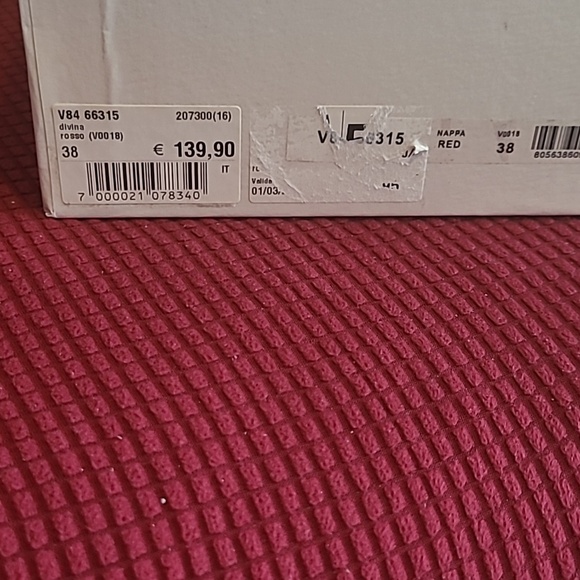 V84 66315 207300(16)
divina
rosso (V0018)
38 € 139,90
IT
7 000021 078340
66315
NAPPA
RED
V0018
38
Valida
01/03/